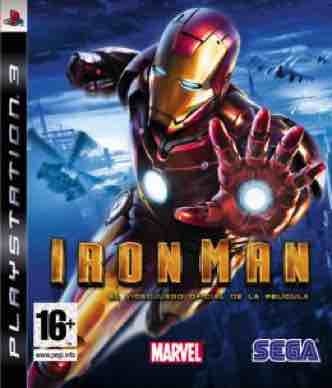 PLAYSTATION 3
IRON MAN
EL VIDEOJUEGO OFICIAL DE LA PELÍCULA
16+
www.pegi.info
MARVEL
SEGA